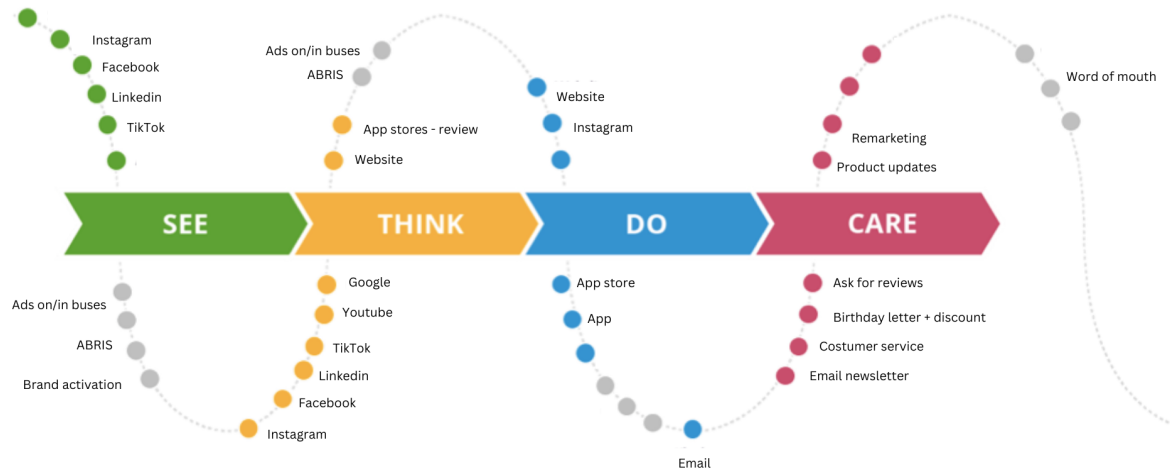 Instagram
Facebook
Linkedin
TikTok
Ads on/in buses
ABRIS
App stores - review
Website
Website
Instagram
Remarketing
Product updates
Word of mouth
SEE
THINK
DO
CARE
Ads on/in buses
ABRIS
Brand activation
Google
Youtube
TikTok
Linkedin
Facebook
Instagram
App store
App
Email
Ask for reviews
Birthday letter + discount
Costumer service
Email newsletter